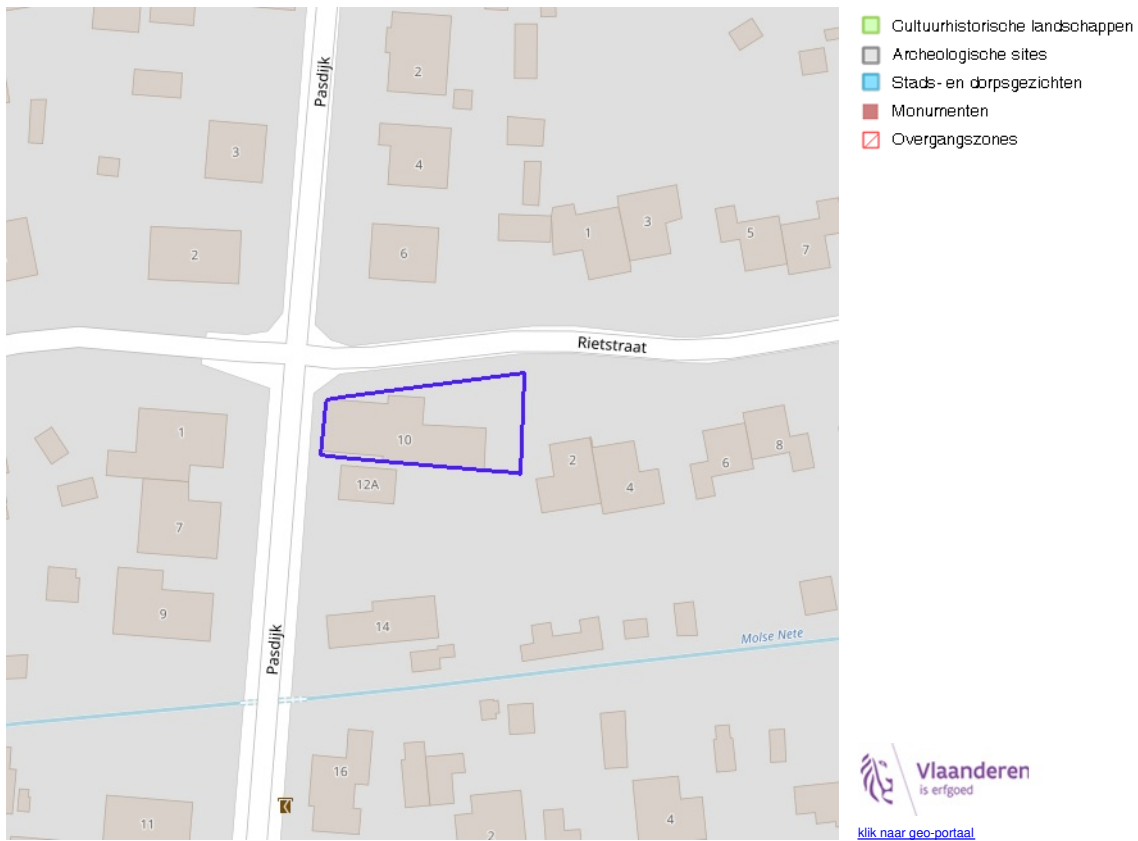 Pasdijk
2
3
4
2
6
1
3
5
7
Rietstraat
1
10
12A
2
4
6
8
7
9
14
Pasdijk
Molse Nete
16
11
2
4
Cultuurhistorische landschappen
Archeologische sites
Stads- en dorpsgezichten
Monumenten
Overgangszones
Vlaanderen
is erfgoed
klik naar geo-portaal